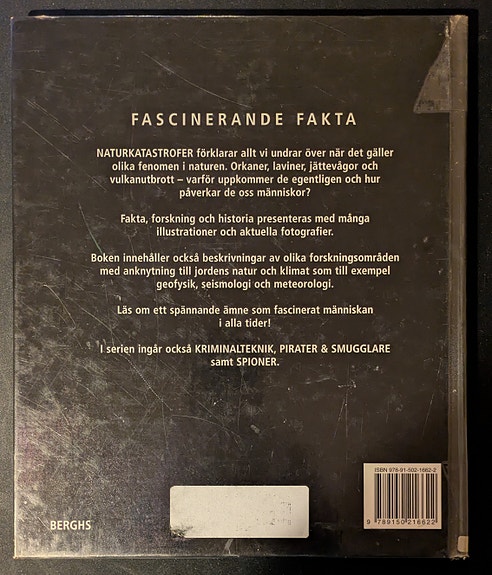 FASCINERANDE FAKTA
NATURKATASTROFER förklarar allt vi undrar över när det gäller
olika fenomen i naturen. Orkaner, laviner, jättevågor och
vulkanutbrott – varför uppkommer de egentligen och hur
påverkar de oss människor?
Fakta, forskning och historia presenteras med många
illustrationer och aktuella fotografier.
Boken innehåller också beskrivningar av olika forskningsområden
med anknytning till jordens natur och klimat som till exempel
geofysik, seismologi och meteorologi.
Läs om ett spännande ämne som fascinerat människan
i alla tider!
I serien ingår också KRIMINALTEKNIK, PIRATER & SMUGGLARE
samt SPIONER.
ISBN 978-91-502-1662-2
9 789150 216622
BERGHS